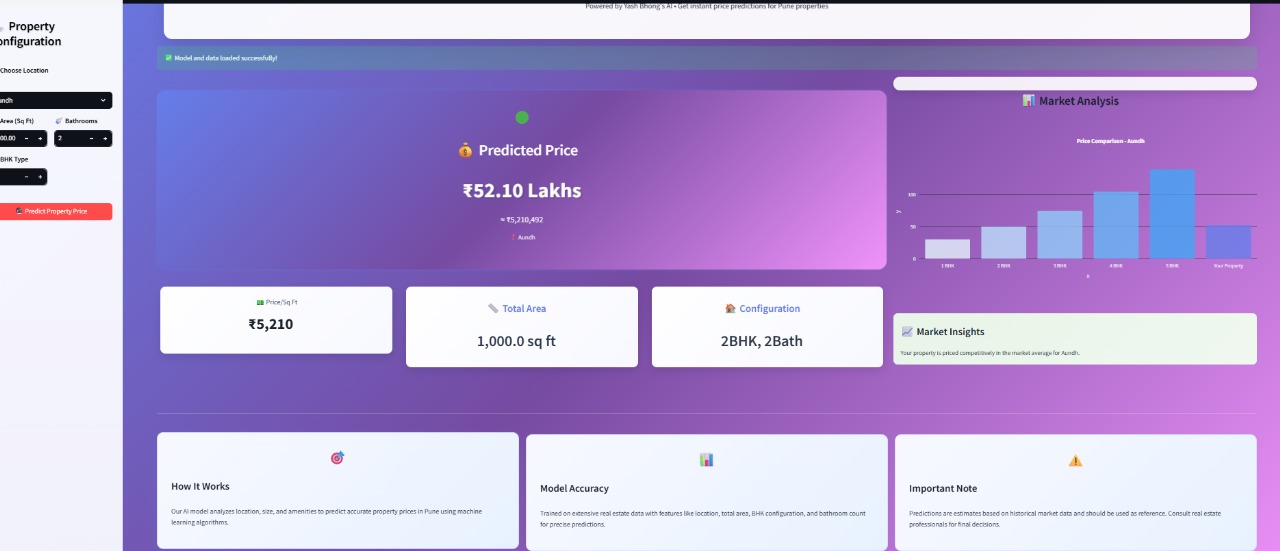 Property
onfiguration
Choose Location
undh
Area (Sq Ft)
Bathrooms
00.00 - +
2 - +
BHK Type
- +
Predict Property Price
Powered by Yash Bhong's AI • Get instant price predictions for Pune properties
Model and data loaded successfully!
Predicted Price
₹52.10 Lakhs
≈ ₹5,210,492
Aundh
Price/Sq Ft
₹5,210
Total Area
1,000.0 sq ft
Configuration
2BHK, 2Bath
Market Analysis
Price Comparison - Aundh
100
50
0
y
1 BHK
2 BHK
3 BHK
4 BHK
5 BHK
Your Property
x
Market Insights
Your property is priced competitively in the market average for Aundh.
How It Works
Our AI model analyzes location, size, and amenities to predict accurate property prices in Pune using machine
learning algorithms.
Model Accuracy
Trained on extensive real estate data with features like location, total area, BHK configuration, and bathroom count
for precise predictions.
Important Note
Predictions are estimates based on historical market data and should be used as reference. Consult real estate
professionals for final decisions.